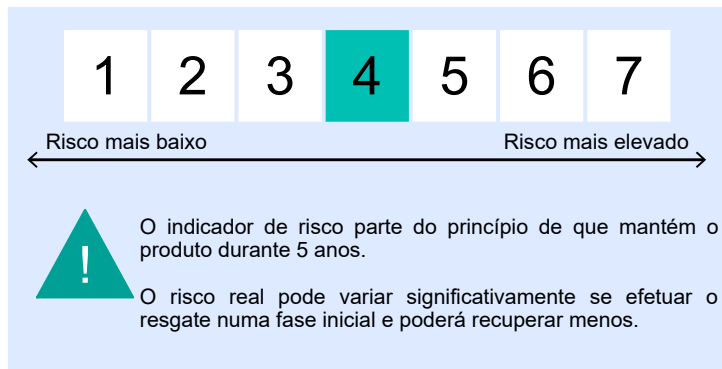 1 2 3 4 5 6 7
Risco mais baixo Risco mais elevado
!
O indicador de risco parte do princípio de que mantém o
produto durante 5 anos.
O risco real pode variar significativamente se efetuar o
resgate numa fase inicial e poderá recuperar menos.